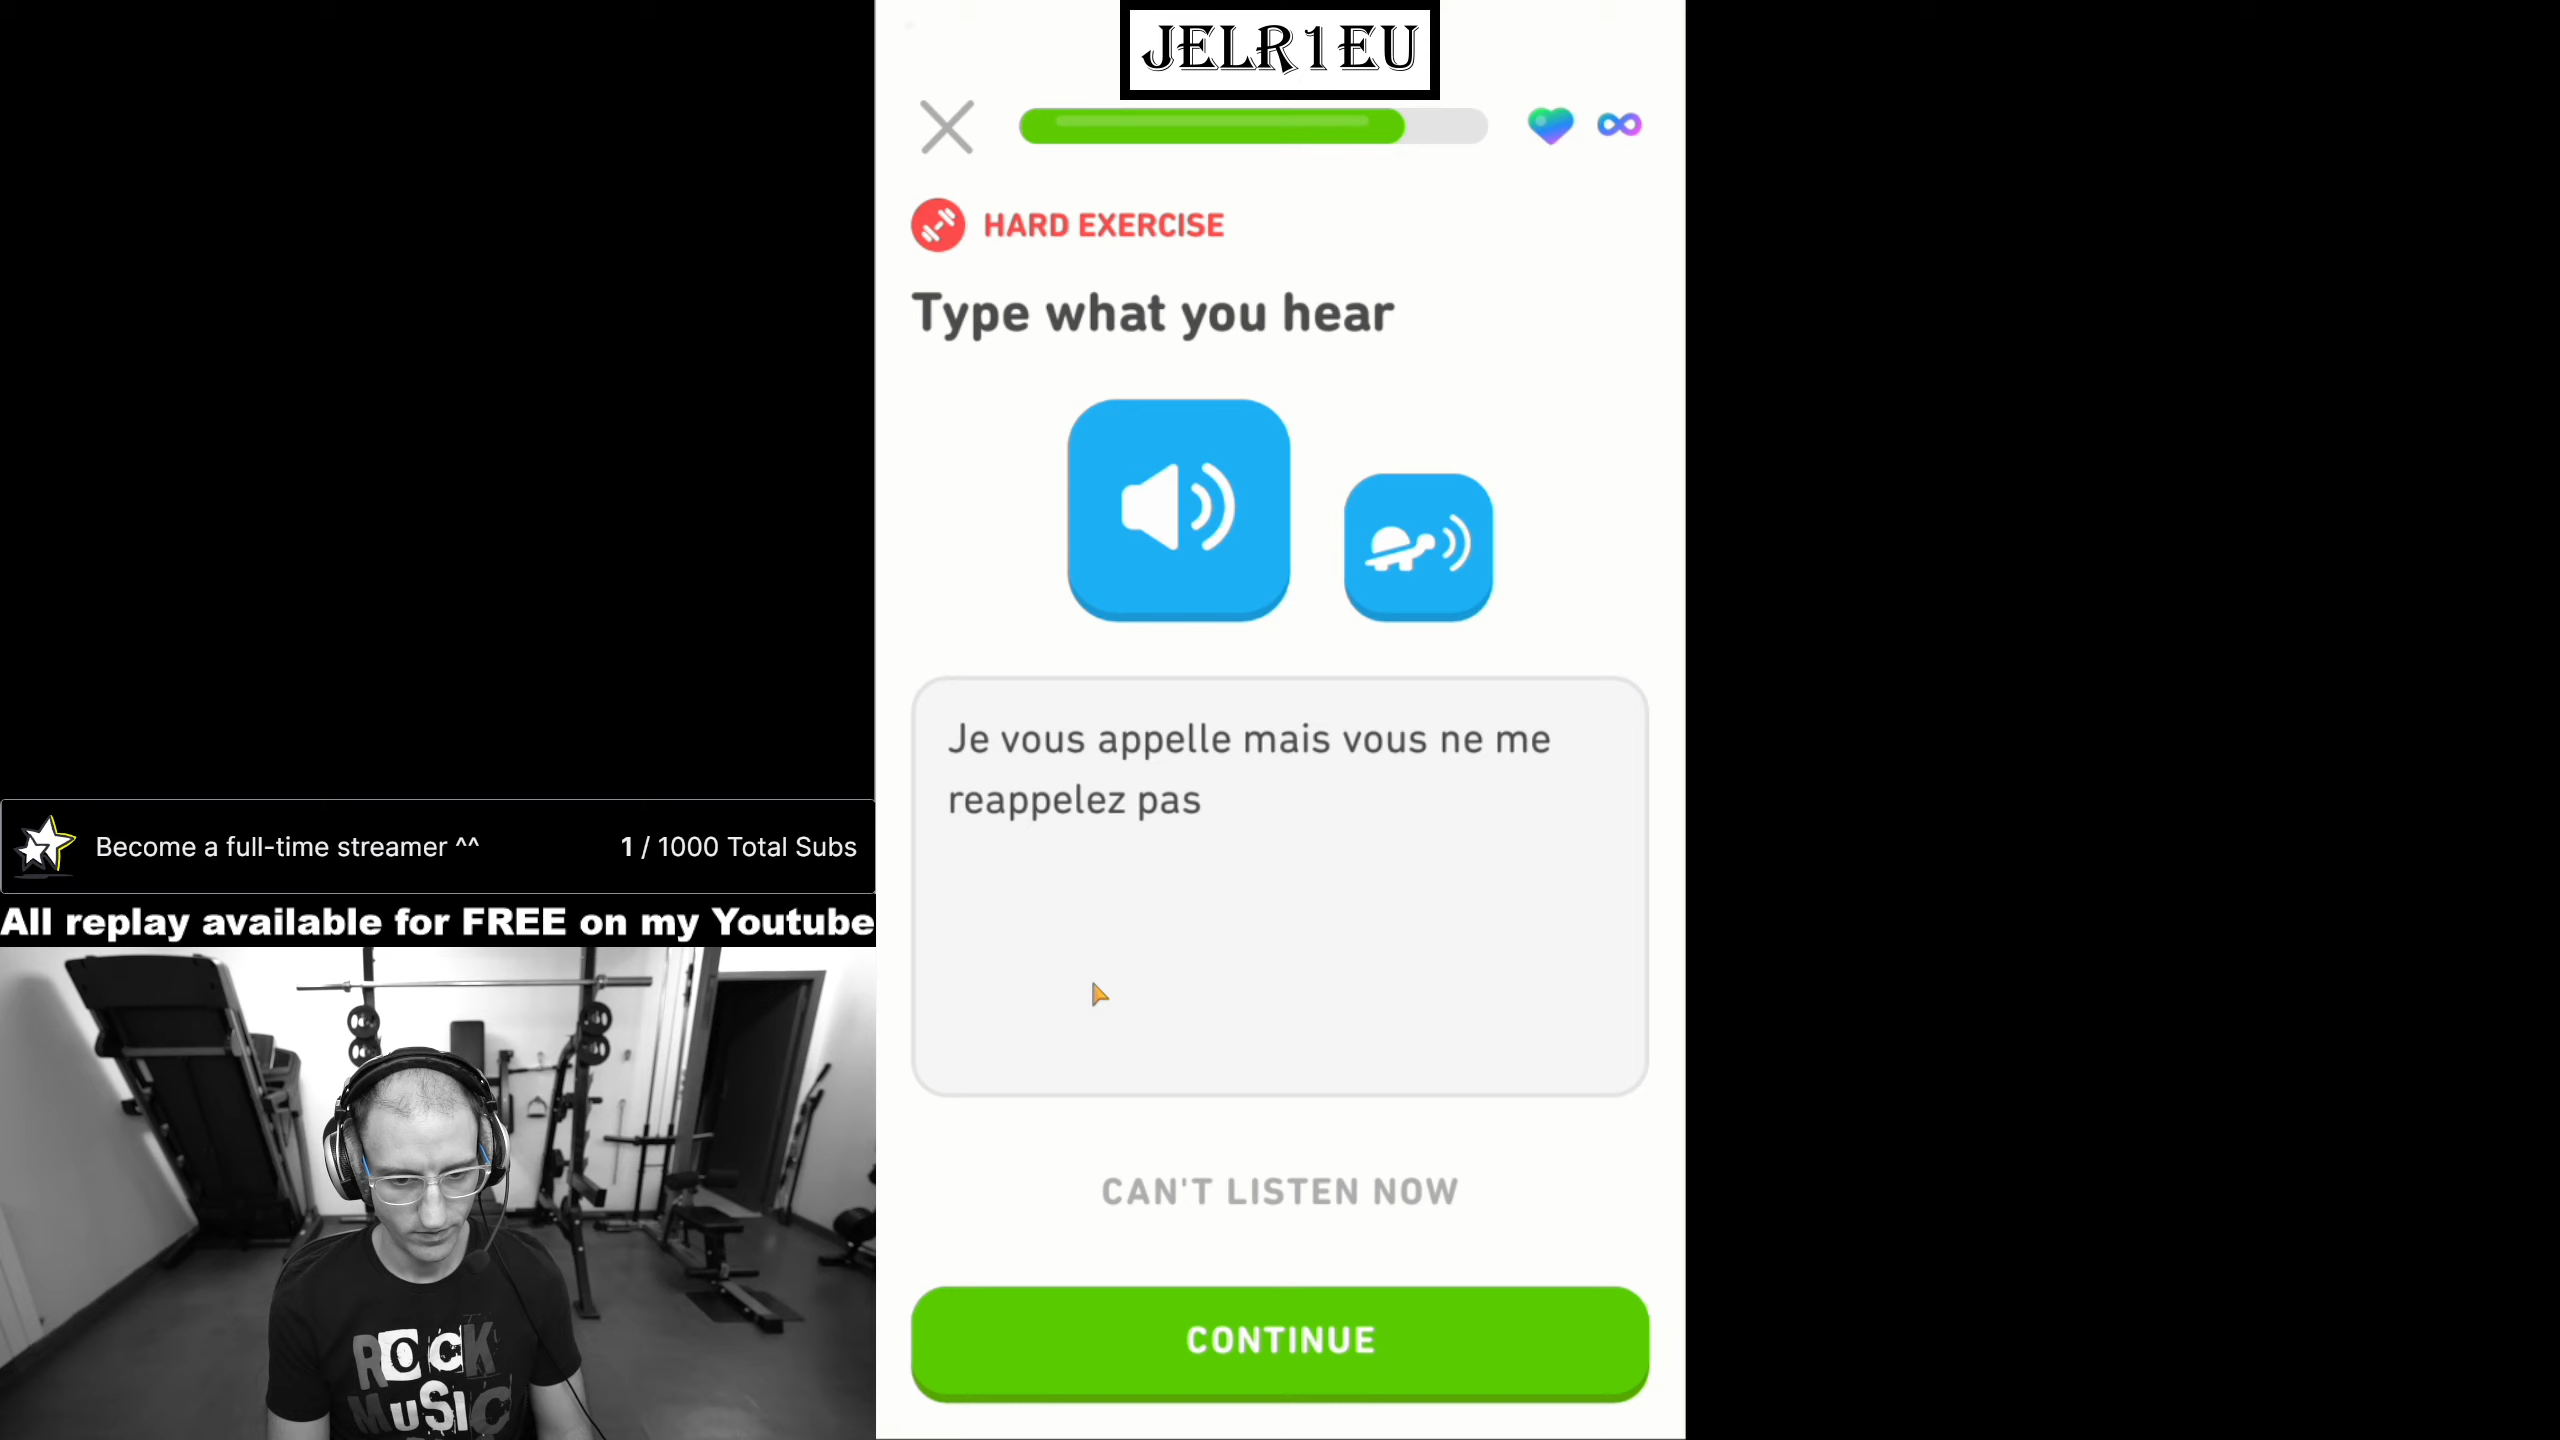 JELR1EU
HARD EXERCISE
Type what you hear
Je vous appelle mais vous ne me
reappelez pas
CAN'T LISTEN NOW
CONTINUE
Become a full-time streamer ^^ 1 / 1000 Total Subs
All replay available for FREE on my Youtube
ROCK
MUSIC